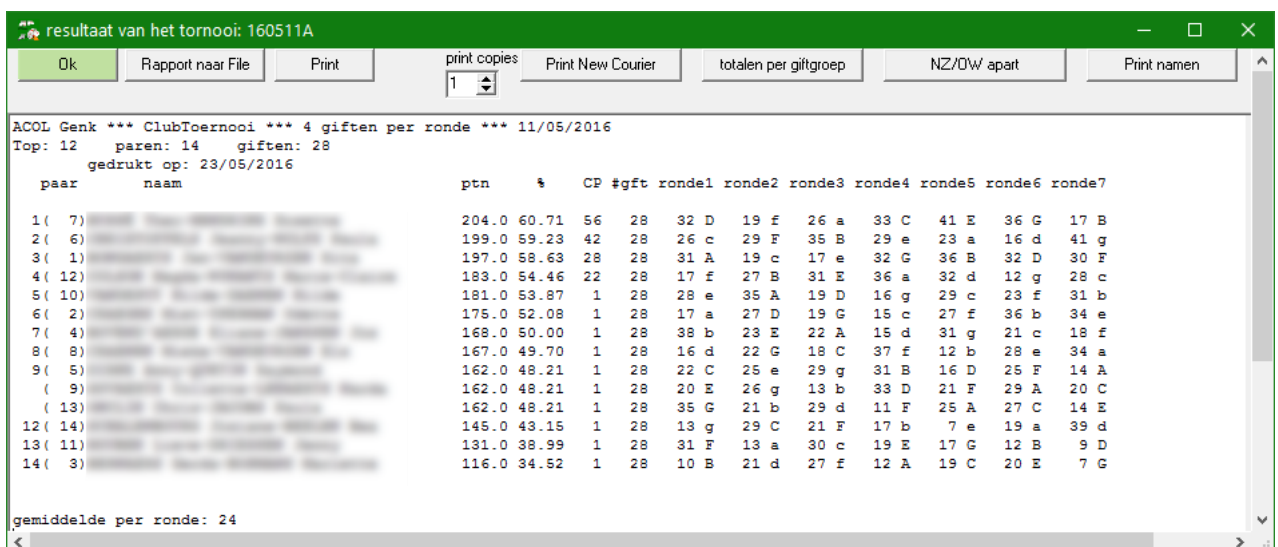 resultaat van het tornooi: 160511A
Ok Rapport naar File Print print copies 1 Print New Courier totalen per giftgroep NZ/OW apart Print namen
ACOL Genk *** ClubToernooi *** 4 giften per ronde *** 11/05/2016
Top: 12 paren: 14 giften: 28
gedrukt op: 23/05/2016
paar naam ptn % CP #gft ronde1 ronde2 ronde3 ronde4 ronde5 ronde6 ronde7
1( 7) 204.0 60.71 56 28 32 D 19 f 26 a 33 C 41 E 36 G 17 B
2( 6) 199.0 59.23 42 28 26 c 29 F 35 B 29 e 23 a 16 d 41 g
3( 1) 197.0 58.63 28 28 31 A 19 c 17 e 32 G 36 B 32 D 30 F
4( 12) 183.0 54.46 22 28 17 f 27 B 31 E 36 a 32 d 12 g 28 c
5( 10) 181.0 53.87 1 28 28 e 35 A 19 D 16 g 29 c 23 f 31 b
6( 2) 175.0 52.08 1 28 17 a 27 D 19 G 15 c 27 f 36 b 34 e
7( 4) 168.0 50.00 1 28 38 b 23 E 22 A 15 d 31 g 21 c 18 f
8( 8) 167.0 49.70 1 28 16 d 22 G 18 C 37 f 12 b 28 e 34 a
9( 5) 162.0 48.21 1 28 22 C 25 e 29 g 31 B 16 D 25 F 14 A
( 9) 162.0 48.21 1 28 20 E 26 g 13 b 33 D 21 F 29 A 20 C
( 13) 162.0 48.21 1 28 35 G 21 b 29 d 11 F 25 A 27 C 14 E
12( 14) 145.0 43.15 1 28 13 g 29 C 21 F 17 b 7 e 19 a 39 d
13( 11) 131.0 38.99 1 28 31 F 13 a 30 c 19 E 17 G 12 B 9 D
14( 3) 116.0 34.52 1 28 10 B 21 d 27 f 12 A 19 C 20 E 7 G
gemiddelde per ronde: 24